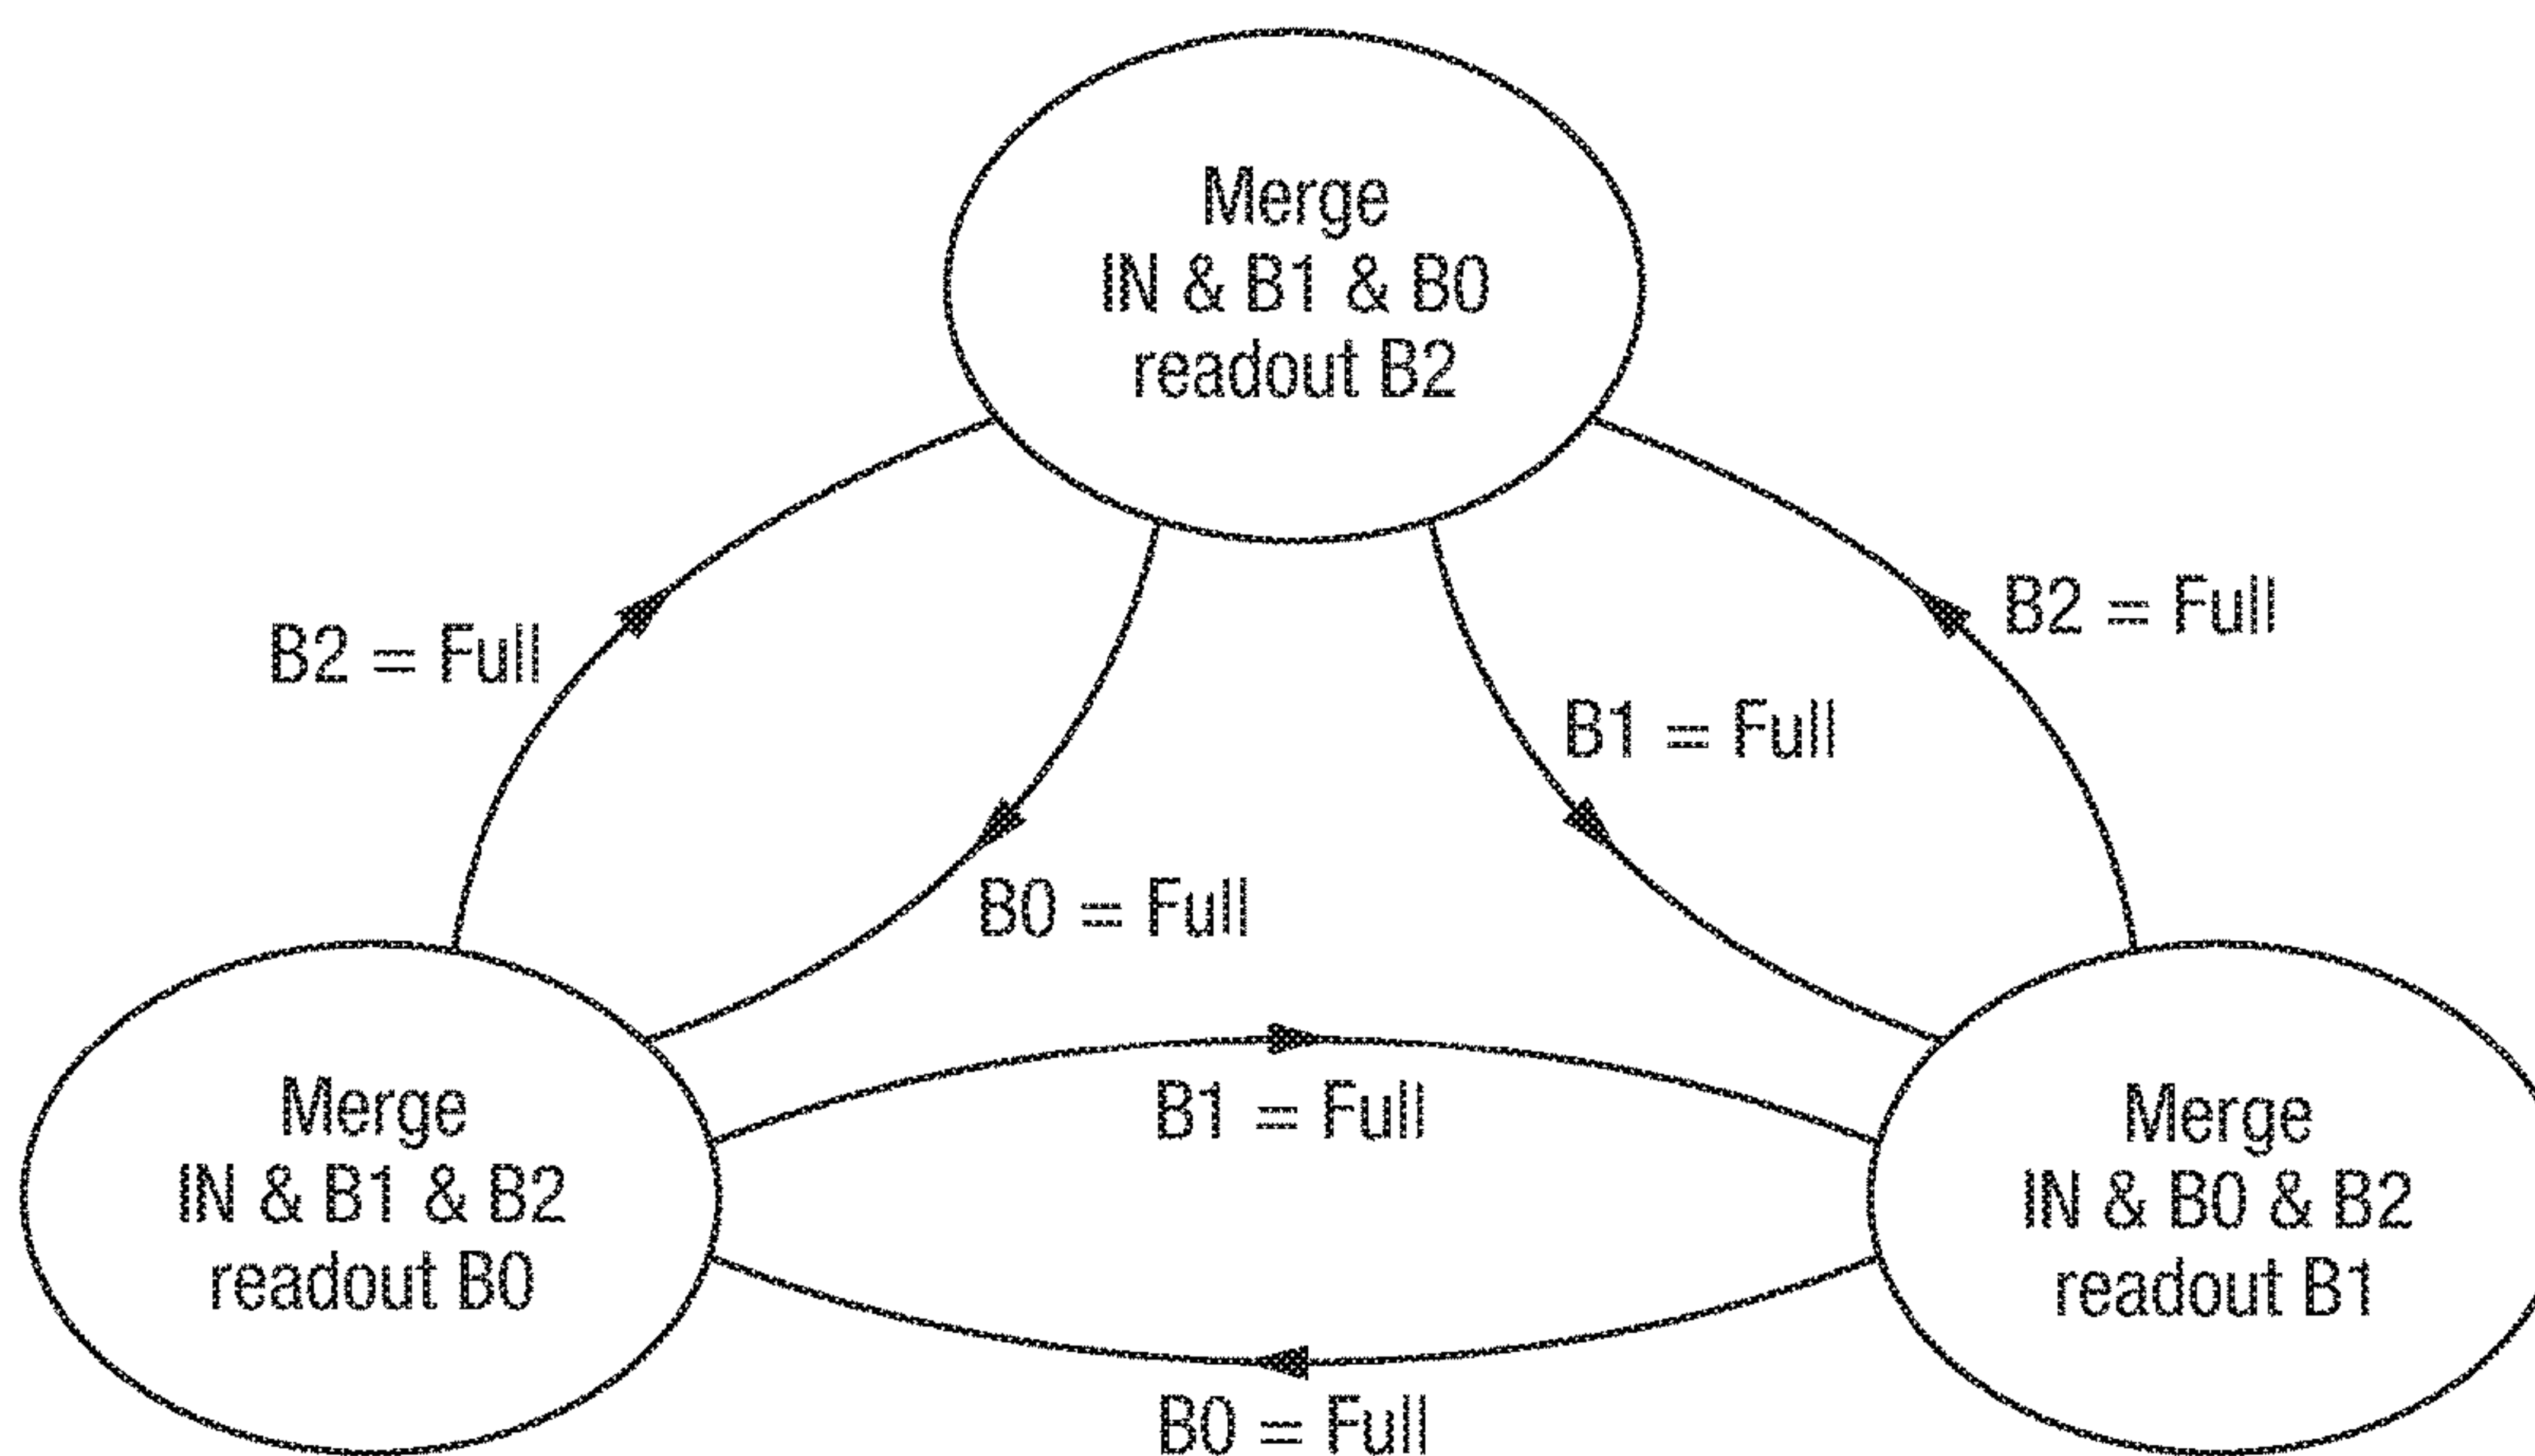 Merge
IN & B1 & B0
readout B2
B2 = Full
B2 = Full
B1 = Full
B0 = Full
B1 = Full
Merge
IN & B1 & B2
readout B0
Merge
IN & B0 & B2
readout B1
B0 = Full